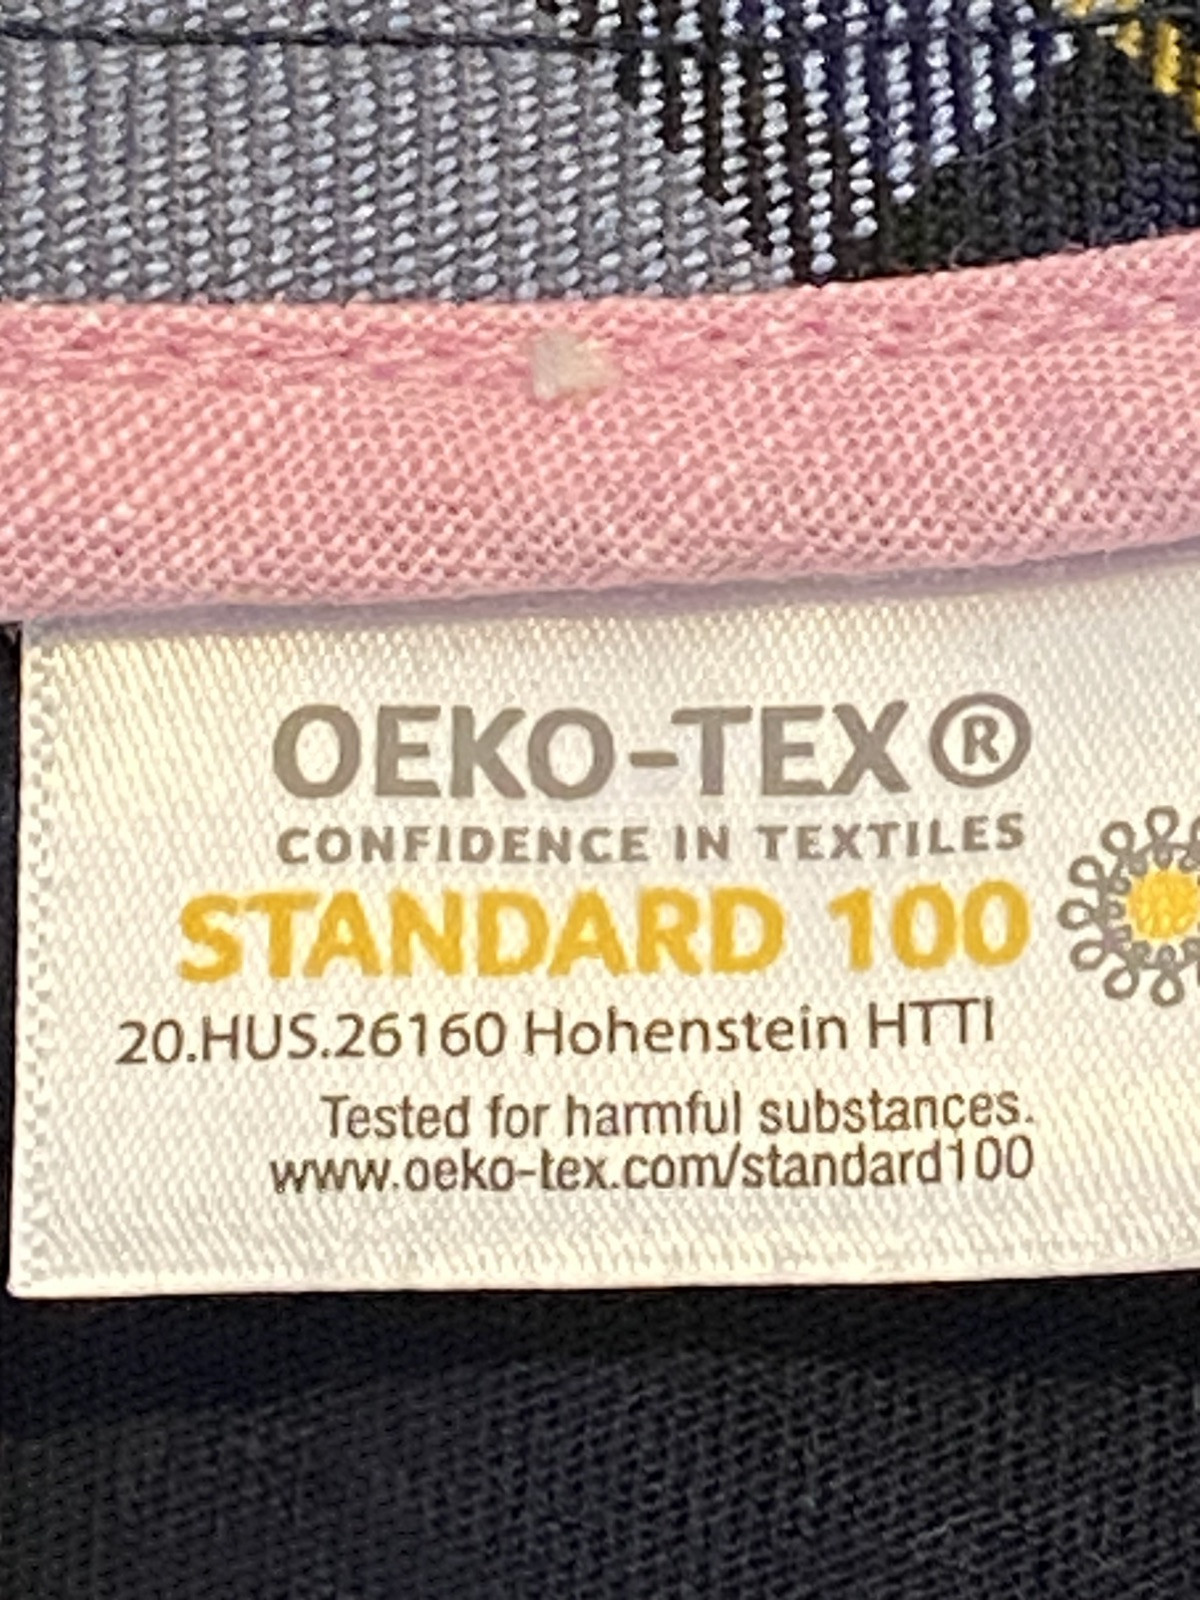 OEKO-TEX®
CONFIDENCE IN TEXTILES
STANDARD 100
20.HUS.26160 Hohenstein HTTI
Tested for harmful substances.
www.oeko-tex.com/standard100